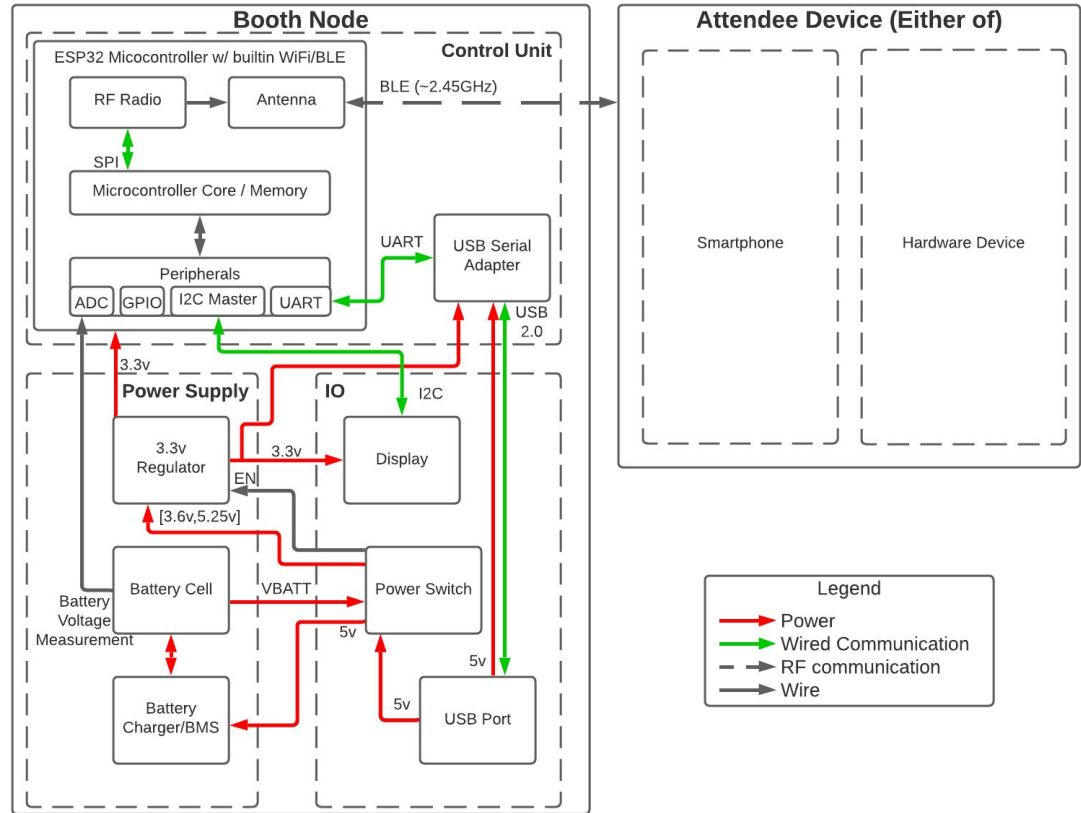 Booth Node
Control Unit
ESP32 Micocontroller w/ builtin WiFi/BLE
RF Radio
Antenna
BLE (~2.45GHz)
SPI
Microcontroller Core / Memory
UART
USB Serial
Adapter
Peripherals
ADC
GPIO
I2C Master
UART
USB
2.0
3.3v
Power Supply
IO
I2C
3.3v
Regulator
3.3v
Display
EN
[3.6v,5.25v]
Battery Cell
VBATT
Power Switch
Battery
Voltage
Measurement
5v
5v
5v
Battery
Charger/BMS
USB Port
Attendee Device (Either of)
Smartphone
Hardware Device
Legend
Power
Wired Communication
RF communication
Wire